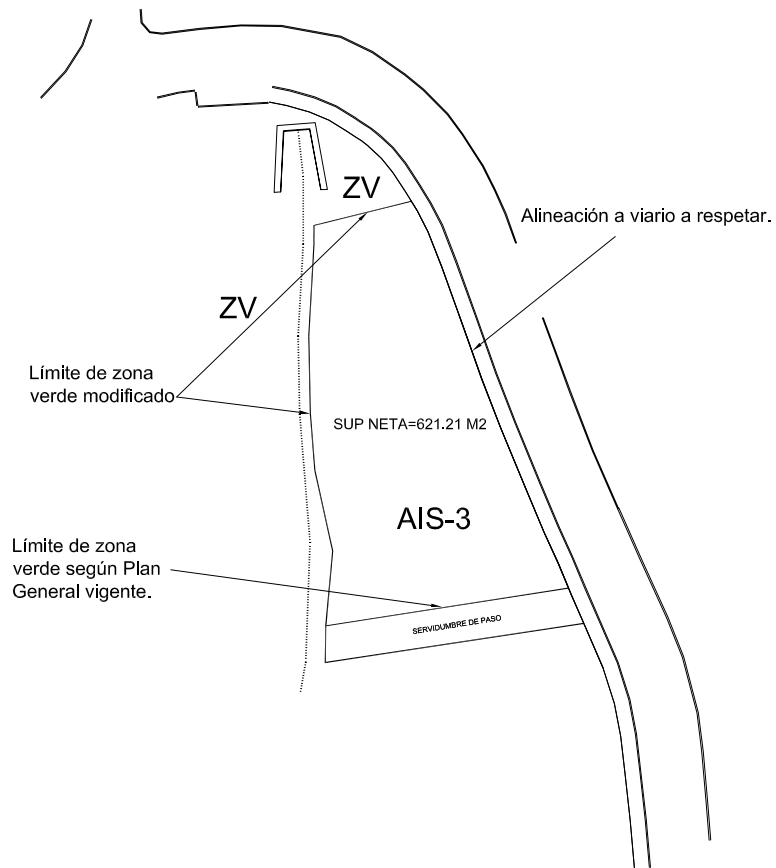 ZV
Alineación a viario a respetar.
ZV
Límite de zona
verde modificado
SUP NETA=621.21 M2
AIS-3
Límite de zona
verde según Plan
General vigente.
SERVIDUMBRE DE PASO